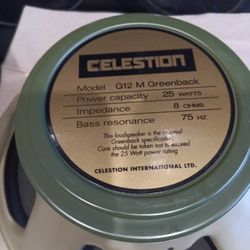 CELESTION
Model G12 M Greenback
Power capacity 25 WATTS
Impedance 8 OHMS
Bass resonance 75 HZ
This loudspeaker is the original
Greenback specification.
Care should be taken not to exceed
the 25 Watt power rating
CELESTION INTERNATIONAL LTD.